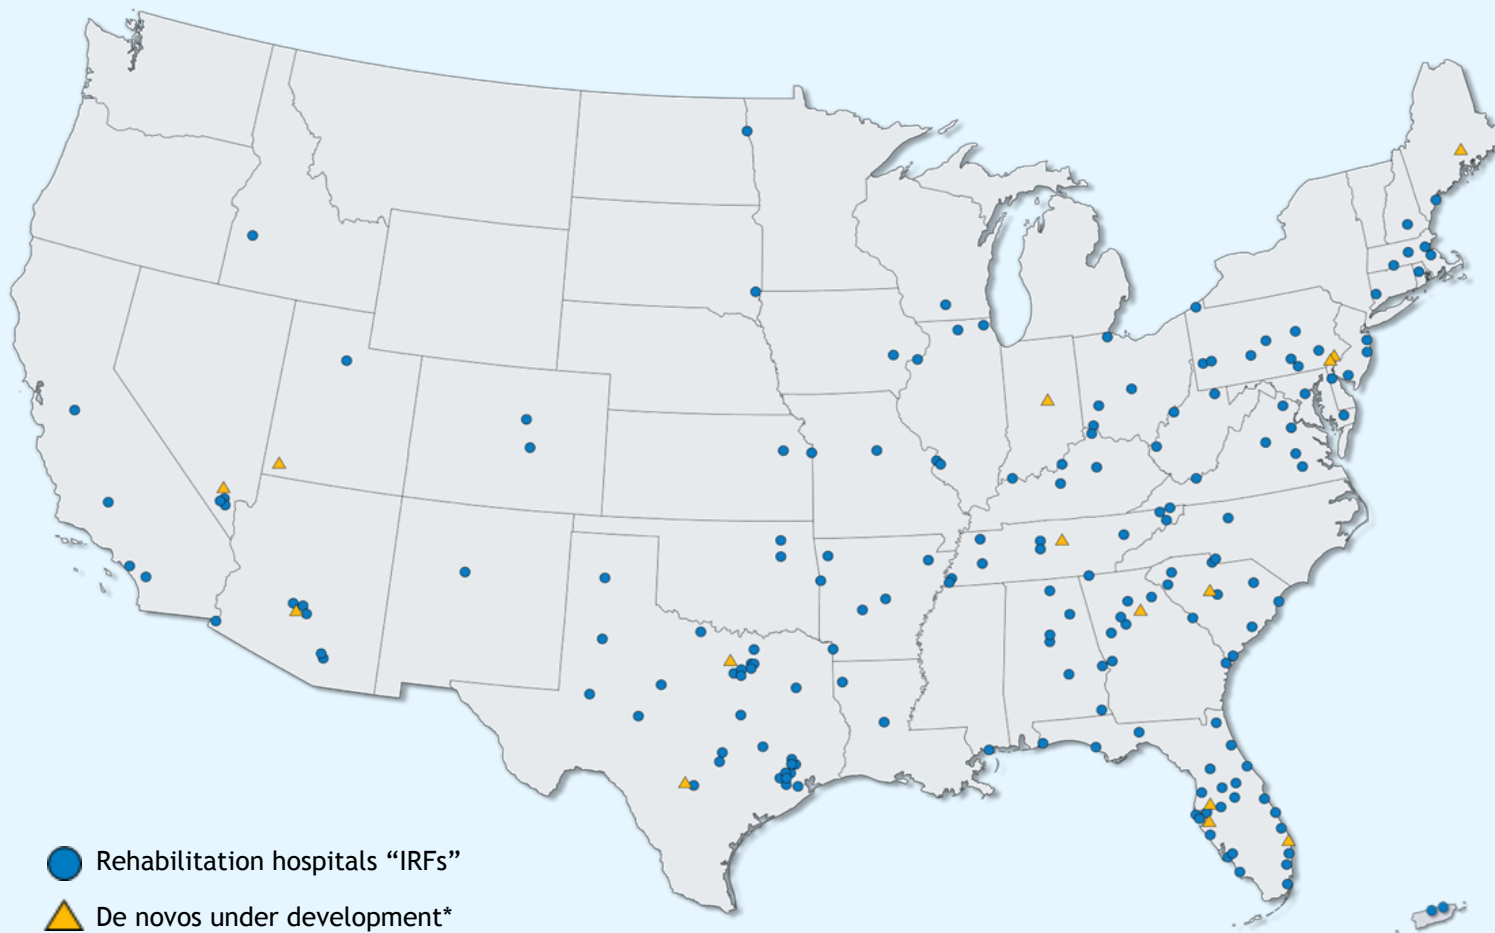 Rehabilitation hospitals “IRFs”
De novos under development*